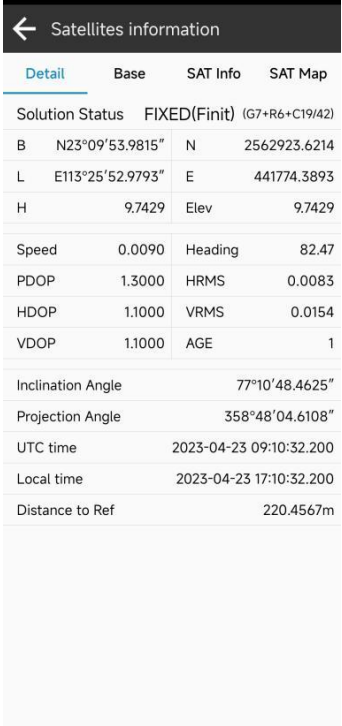 Satellites information
Detail Base SAT Info SAT Map
Solution Status FIXED(Finit) (G7+R6+C19/42)
B N23°09′53.9815″ N 2562923.6214
L E113°25′52.9793″ E 441774.3893
H 9.7429 Elev 9.7429
Speed 0.0090 Heading 82.47
PDOP 1.3000 HRMS 0.0083
HDOP 1.1000 VRMS 0.0154
VDOP 1.1000 AGE 1
Inclination Angle 77°10′48.4625″
Projection Angle 358°48′04.6108″
UTC time 2023-04-23 09:10:32.200
Local time 2023-04-23 17:10:32.200
Distance to Ref 220.4567m